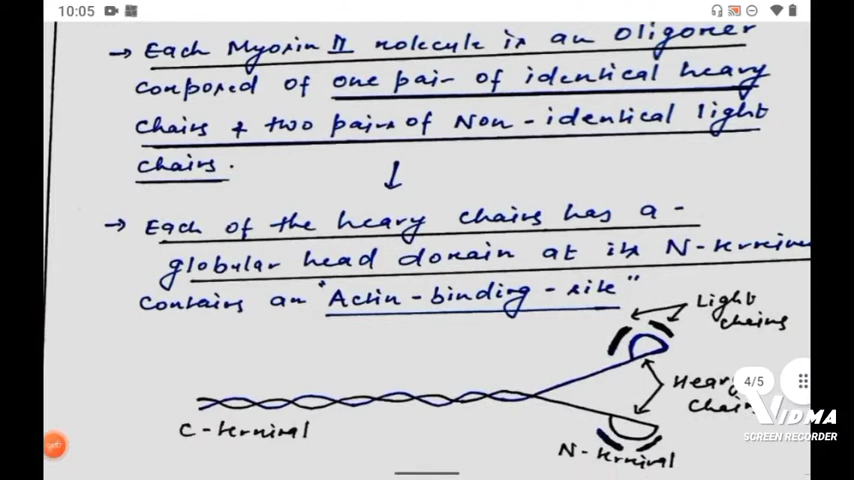 10:05
→ Each Myosin II molecule is an oligomer
composed of one pair of identical heavy
chains + two pairs of Non-identical light
chains.
↓
→ Each of the heavy chains has a -
globular head domain at its N-terminal
contains an "Actin-binding-site"
Light
chains
Heavy
chain
4/5
C-terminal
N-terminal
VIDMA
SCREEN RECORDER